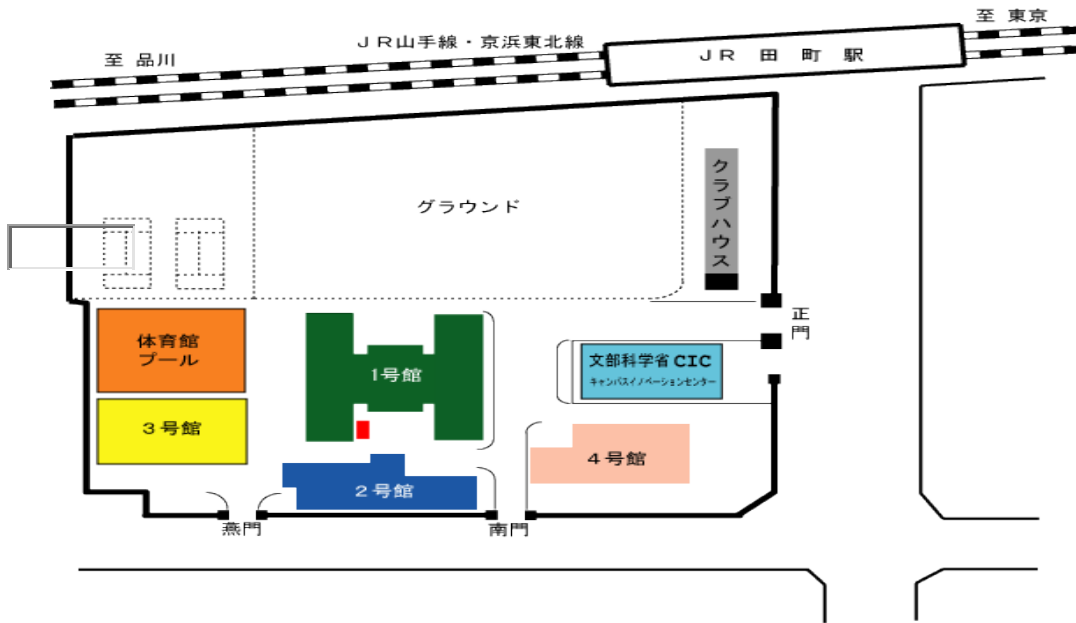 至 東京
JR山手線・京浜東北線
至 品川
JR 田 町 駅
クラブハウス
グラウンド
正門
体育館
プール
1号館
文部科学省CIC
キャンパスイノベーションセンター
3号館
4号館
2号館
燕門
南門